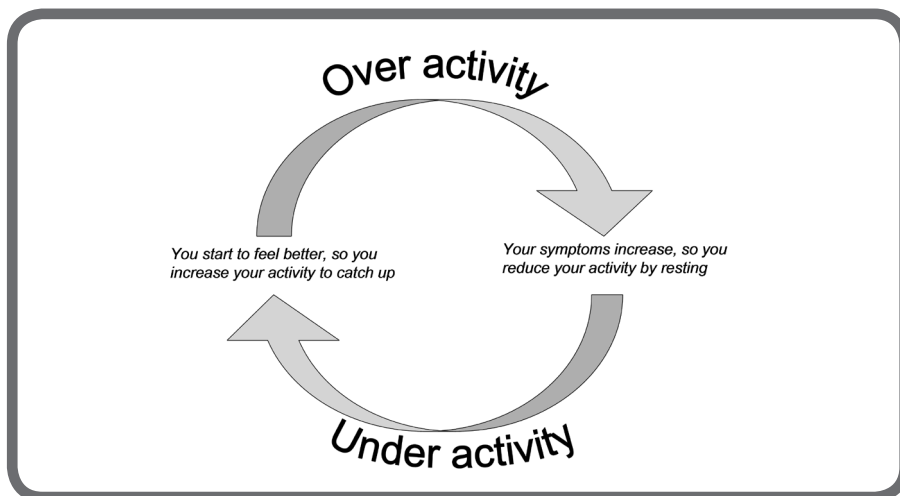 Over activity
You start to feel better, so you
increase your activity to catch up
Your symptoms increase, so you
reduce your activity by resting
Under activity